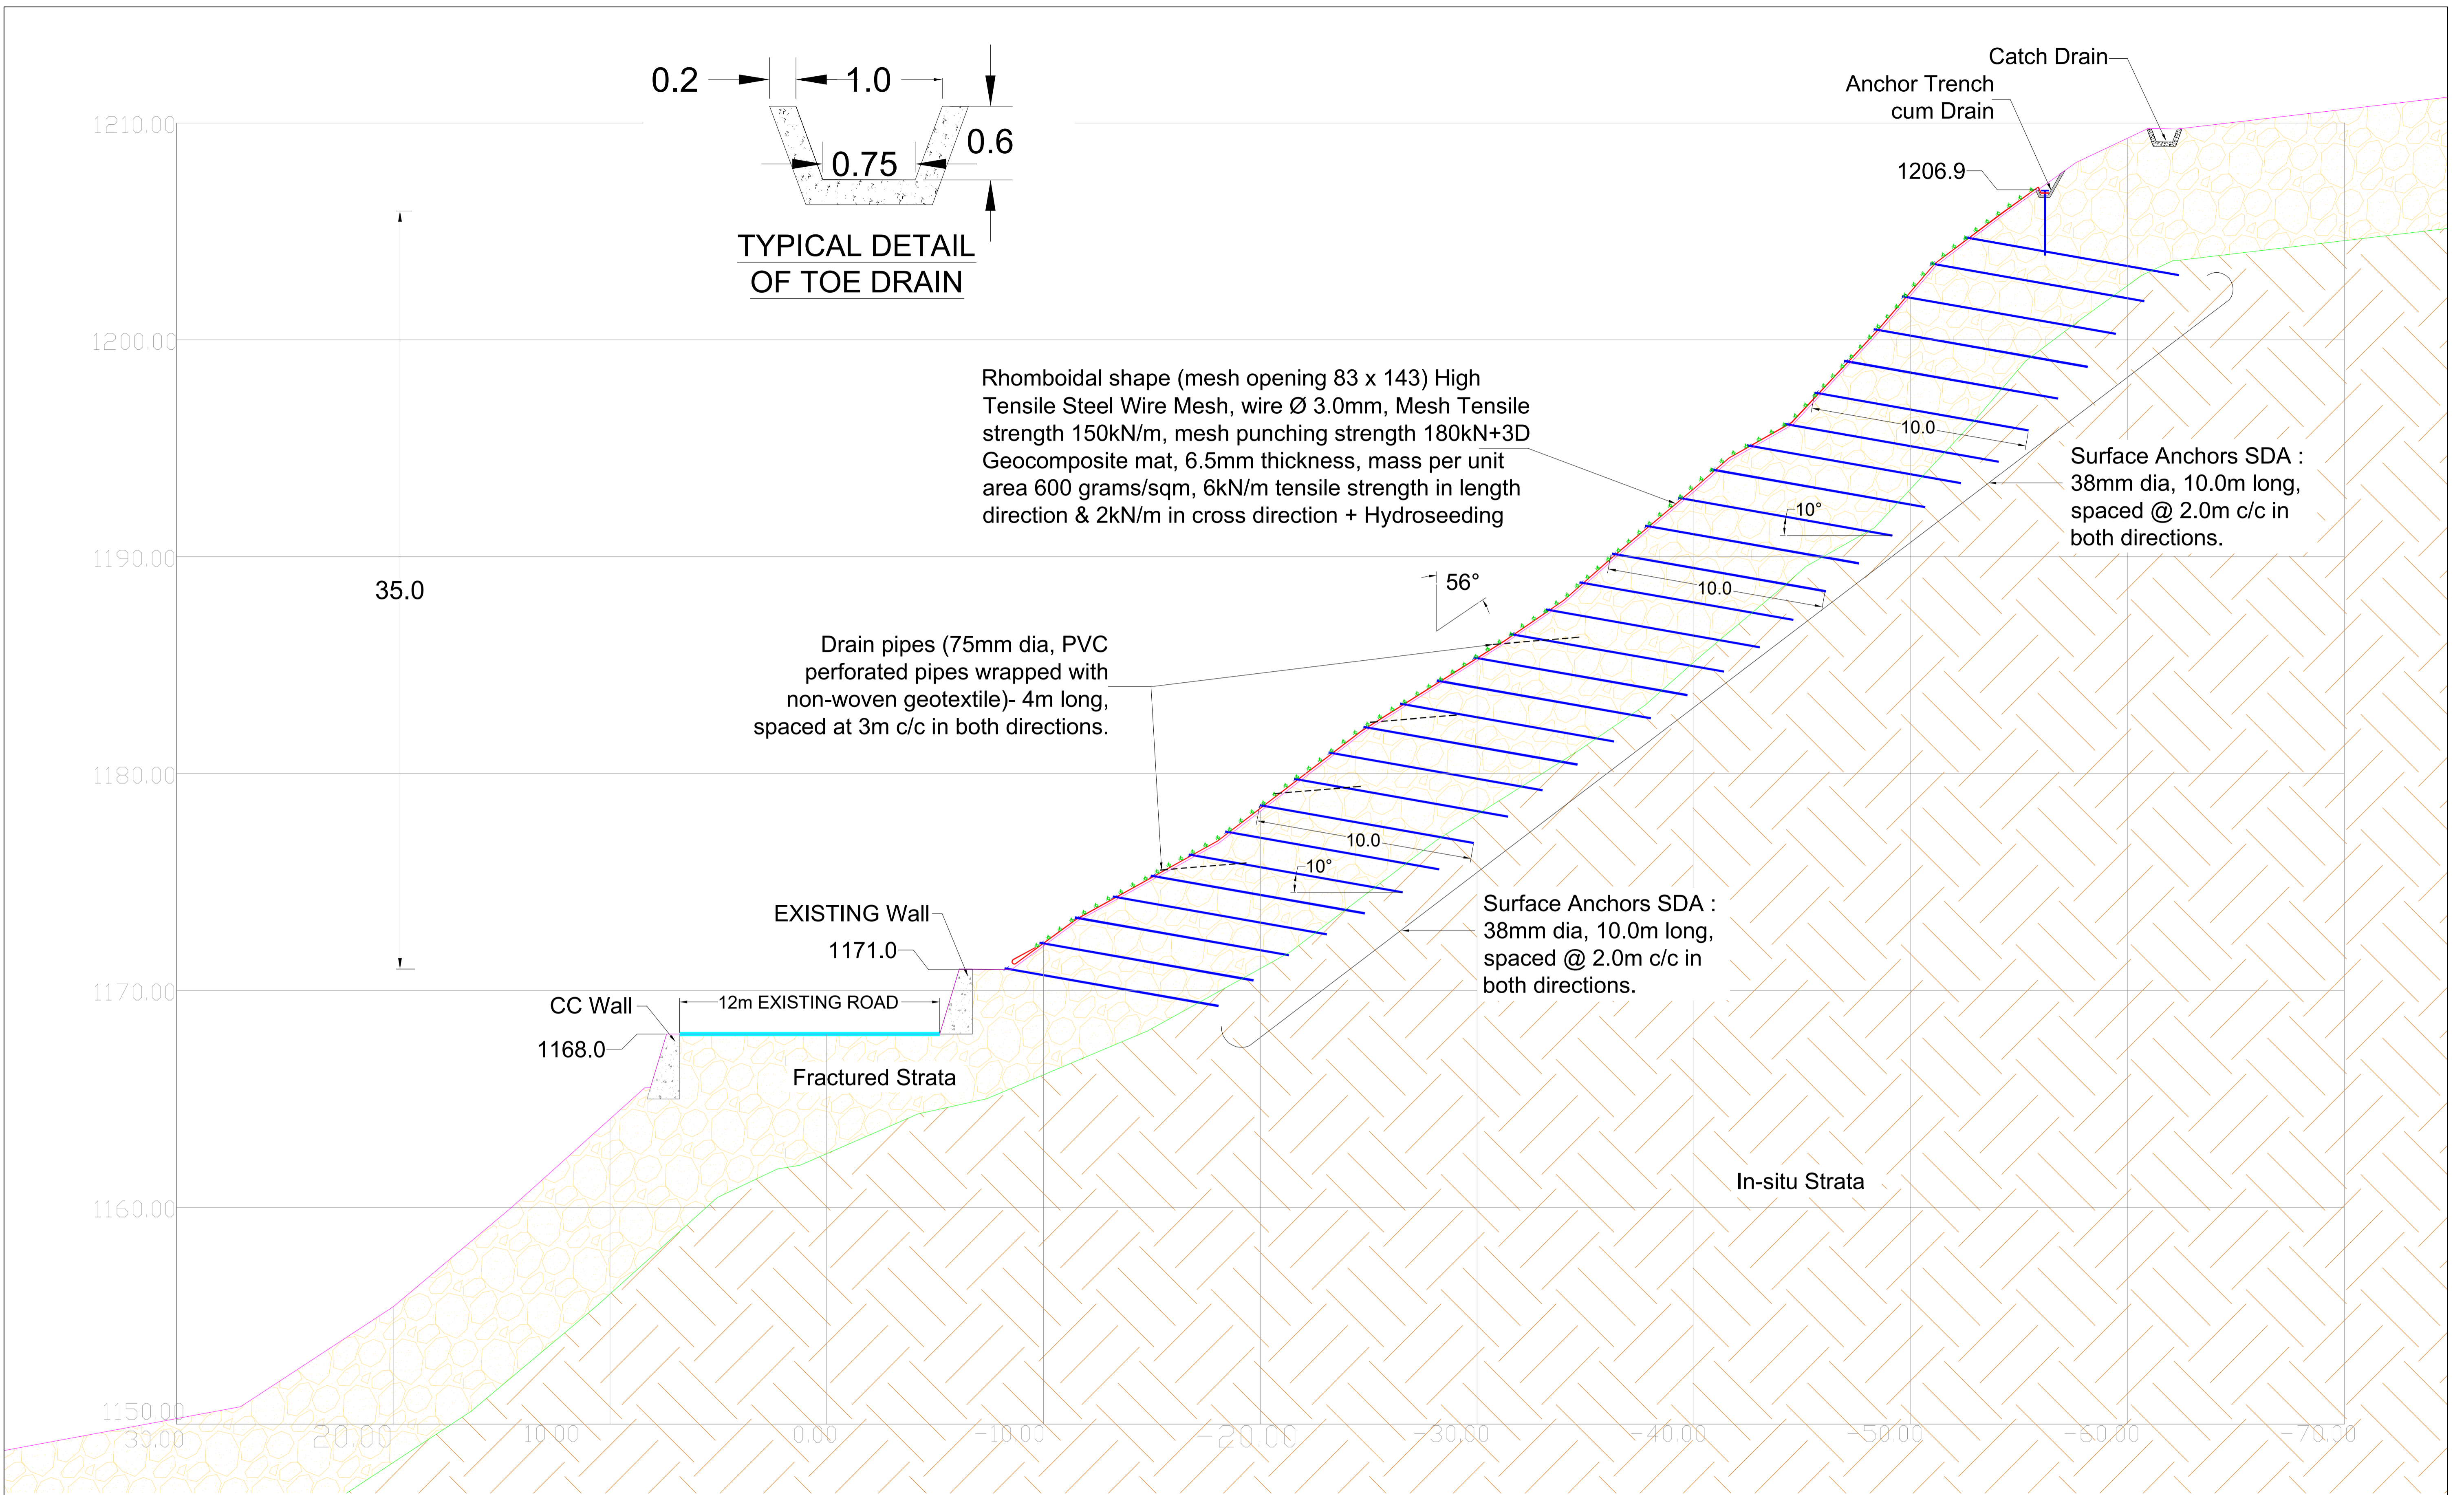 0.2
1.0
0.6
0.75
TYPICAL DETAIL
OF TOE DRAIN
Catch Drain
Anchor Trench
cum Drain
1206.9
1210.00
1200.00
1190.00
1180.00
1170.00
1160.00
1150.00
35.0
Rhomboidal shape (mesh opening 83 x 143) High
Tensile Steel Wire Mesh, wire Ø 3.0mm, Mesh Tensile
strength 150kN/m, mesh punching strength 180kN+3D
Geocomposite mat, 6.5mm thickness, mass per unit
area 600 grams/sqm, 6kN/m tensile strength in length
direction & 2kN/m in cross direction + Hydroseeding
10.0
Surface Anchors SDA :
38mm dia, 10.0m long,
spaced @ 2.0m c/c in
both directions.
10°
10.0
56°
Drain pipes (75mm dia, PVC
perforated pipes wrapped with
non-woven geotextile)- 4m long,
spaced at 3m c/c in both directions.
10.0
10°
Surface Anchors SDA :
38mm dia, 10.0m long,
spaced @ 2.0m c/c in
both directions.
EXISTING Wall
1171.0
12m EXISTING ROAD
CC Wall
1168.0
Fractured Strata
In-situ Strata
30.00
20.00
10.00
0.00
-10.00
-20.00
-30.00
-40.00
-50.00
-60.00
-70.00